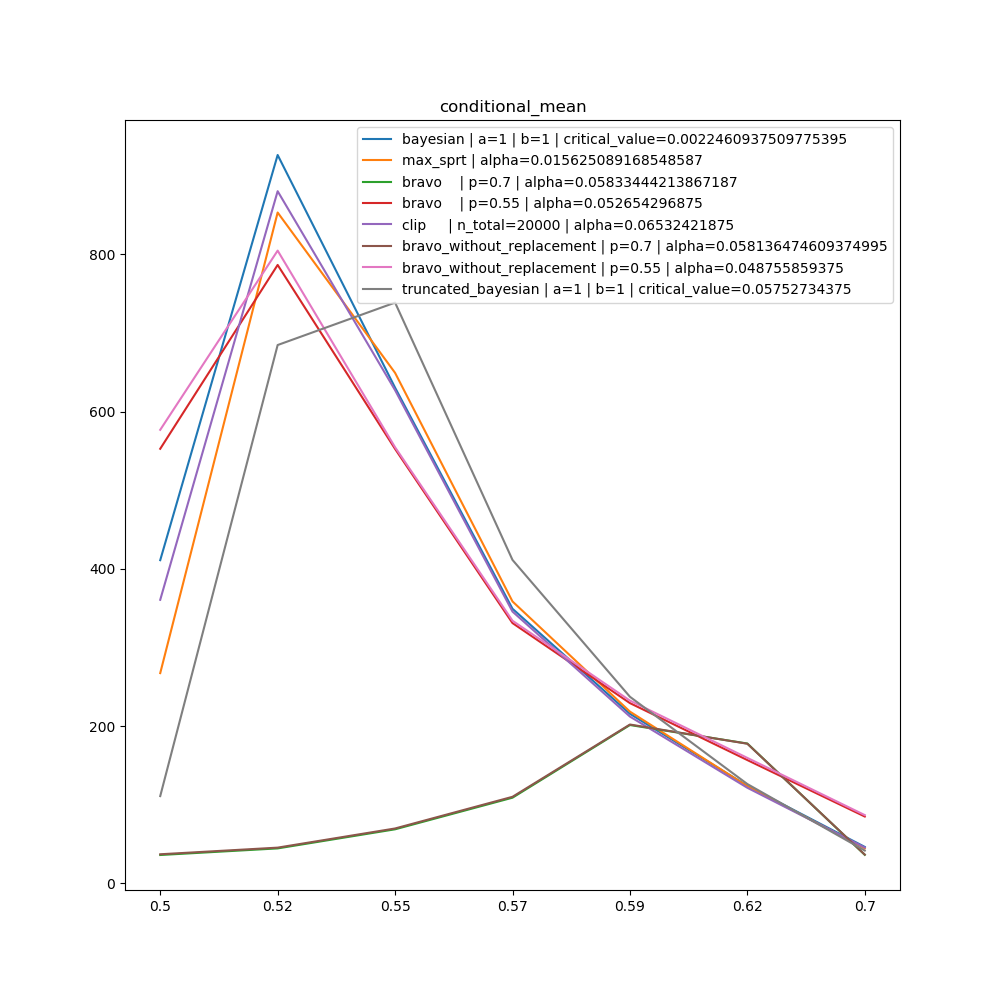 conditional_mean
bayesian | a=1 | b=1 | critical_value=0.0022460937509775395
max_sprt | alpha=0.015625089168548587
bravo | p=0.7 | alpha=0.05833444213867187
bravo | p=0.55 | alpha=0.052654296875
clip | n_total=20000 | alpha=0.06532421875
bravo_without_replacement | p=0.7 | alpha=0.058136474609374995
bravo_without_replacement | p=0.55 | alpha=0.048755859375
truncated_bayesian | a=1 | b=1 | critical_value=0.05752734375
800
600
400
200
0
0.5 0.52 0.55 0.57 0.59 0.62 0.7